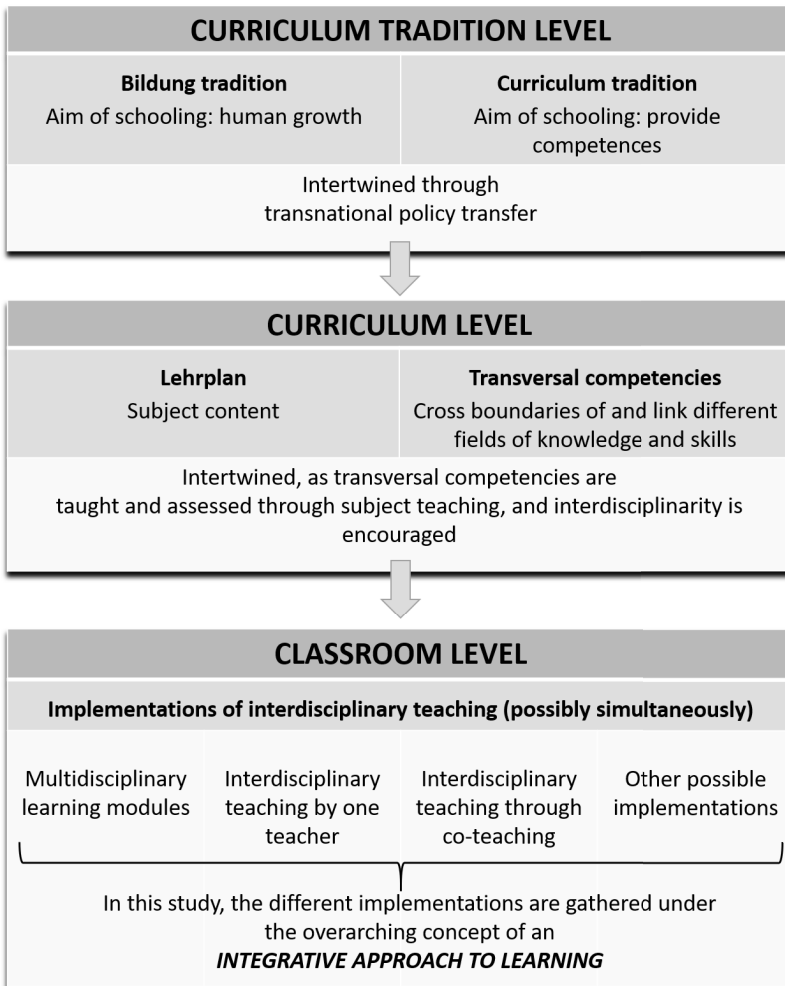 CURRICULUM TRADITION LEVEL
Bildung tradition
Aim of schooling: human growth
Curriculum tradition
Aim of schooling: provide
competences
Intertwined through
transnational policy transfer
CURRICULUM LEVEL
Lehrplan
Subject content
Transversal competencies
Cross boundaries of and link different
fields of knowledge and skills
Intertwined, as transversal competencies are
taught and assessed through subject teaching, and interdisciplinarity is
encouraged
CLASSROOM LEVEL
Implementations of interdisciplinary teaching (possibly simultaneously)
Multidisciplinary
learning modules
Interdisciplinary
teaching by one
teacher
Interdisciplinary
teaching through
co-teaching
Other possible
implementations
In this study, the different implementations are gathered under
the overarching concept of an
INTEGRATIVE APPROACH TO LEARNING